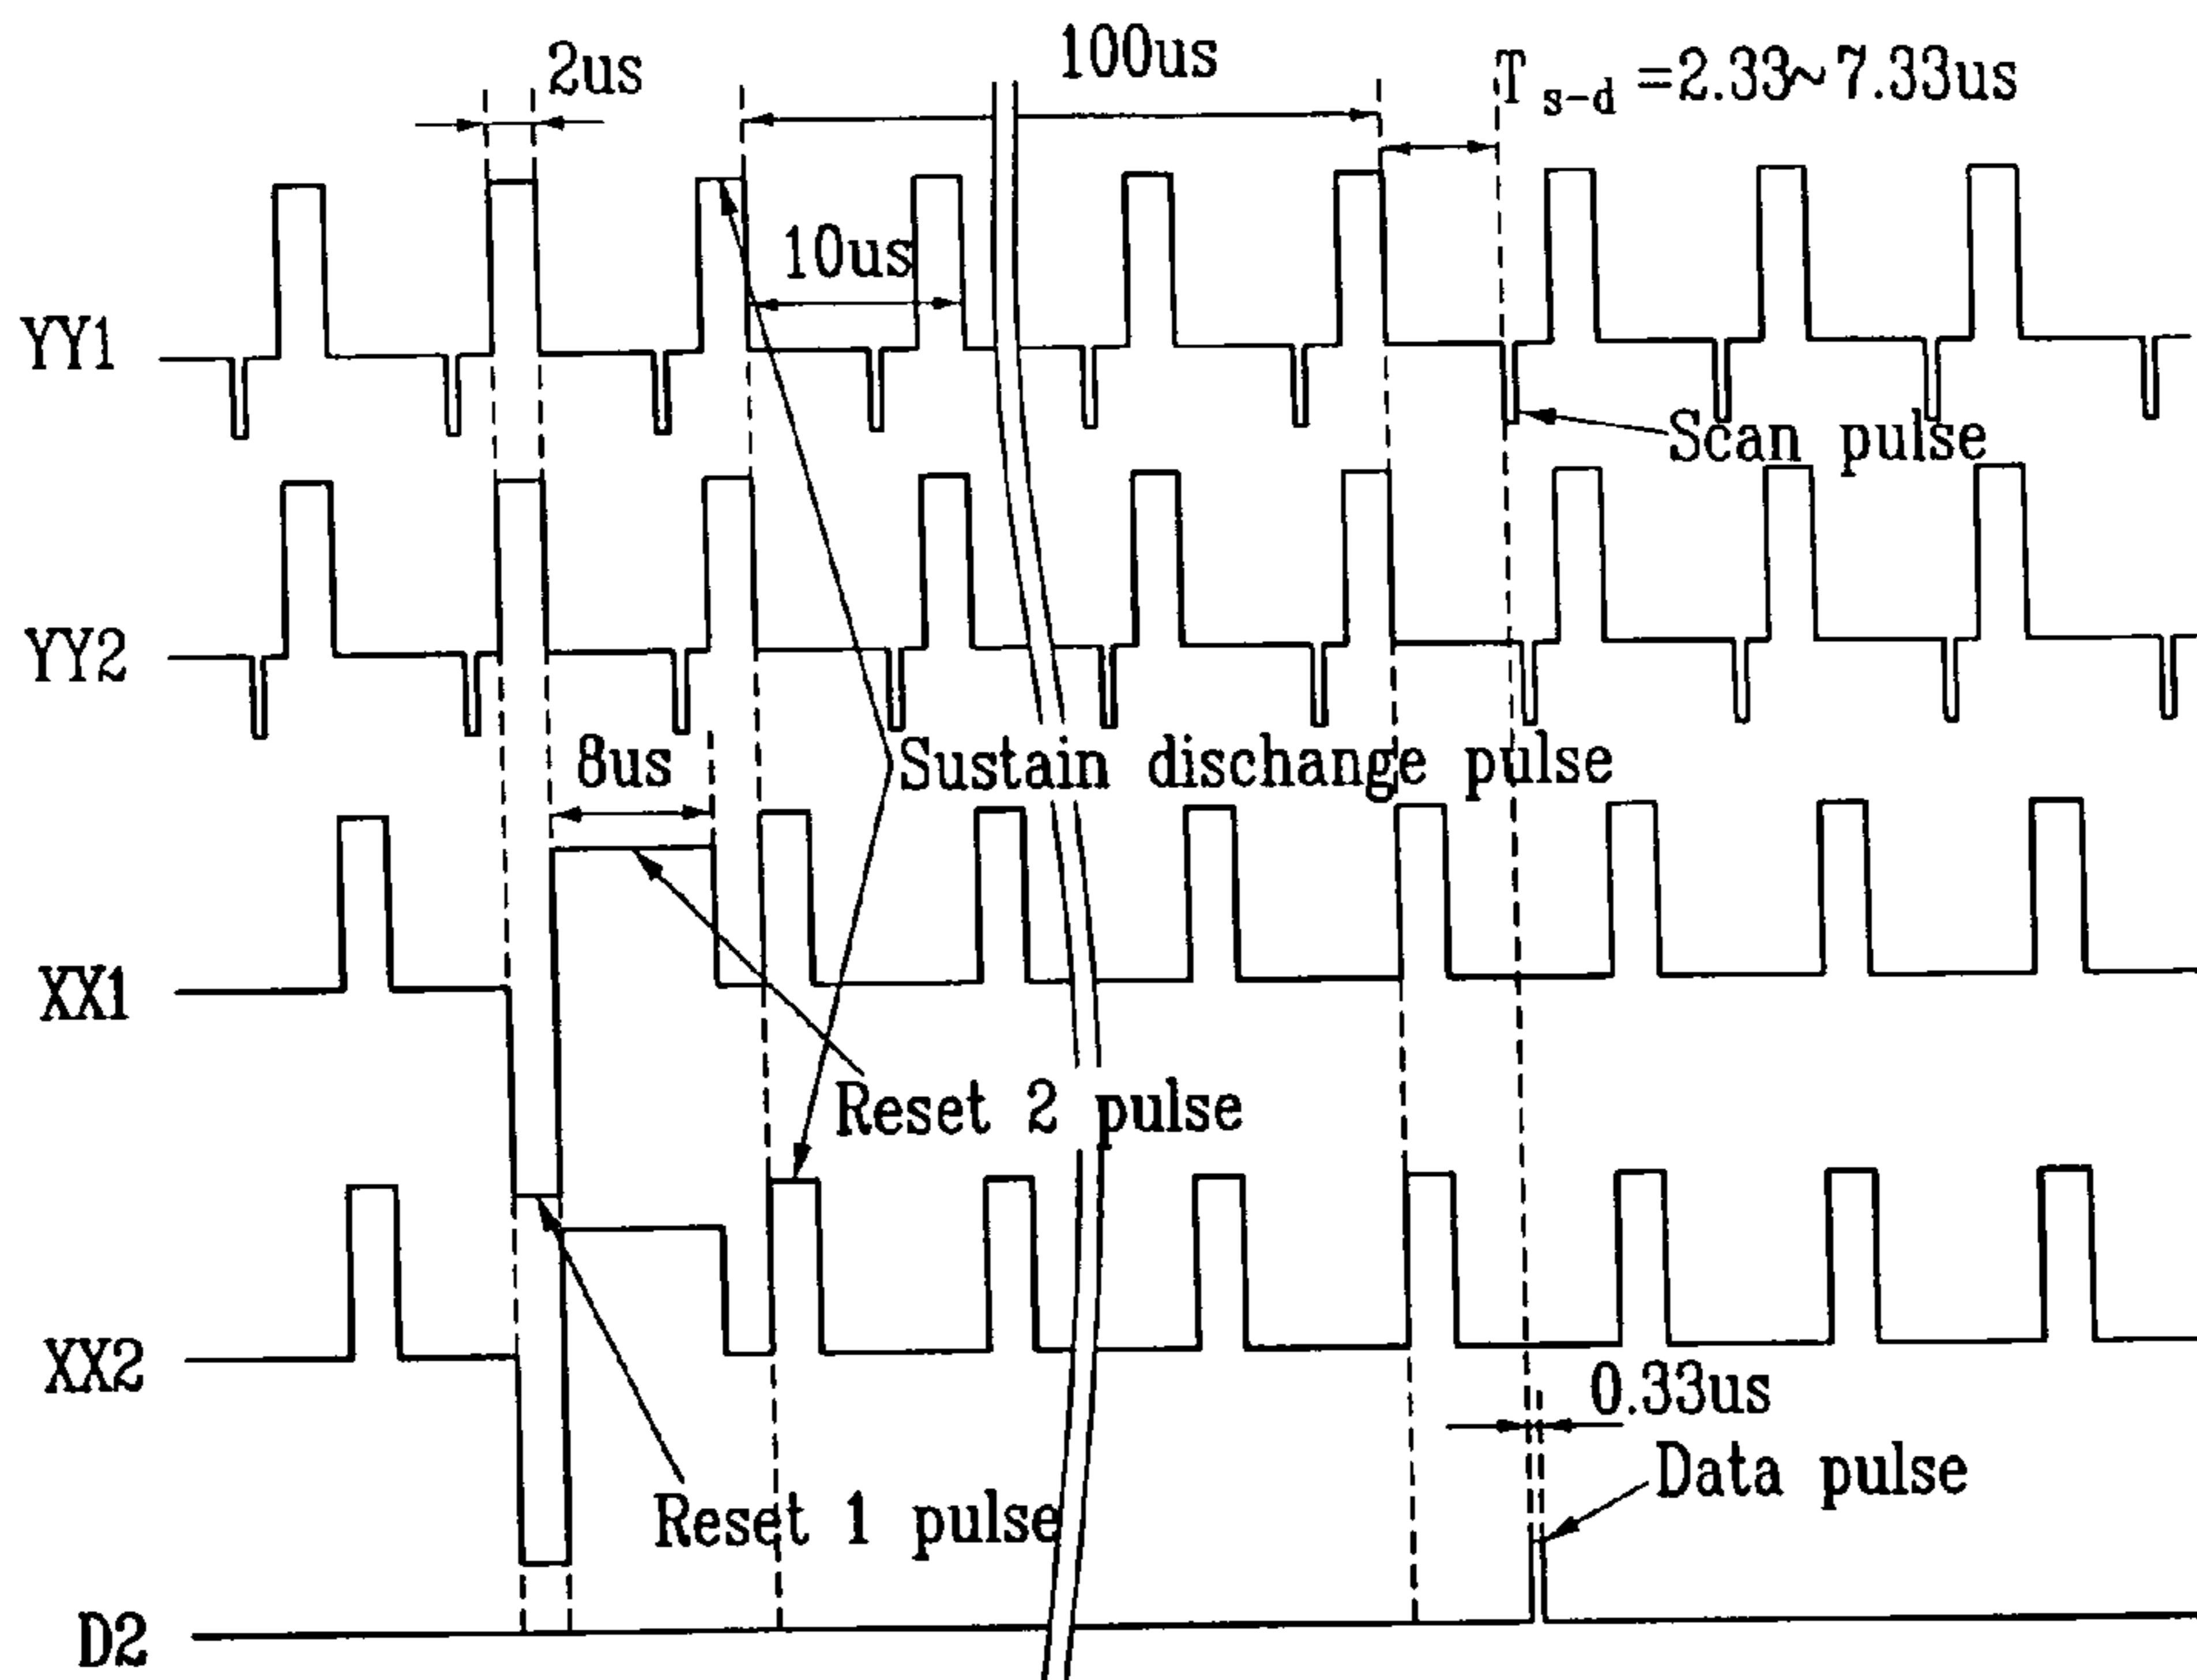 2us
100us
T s-d =2.33~7.33us
10us
YY1
Scan pulse
YY2
8us
Sustain discharge pulse
XX1
Reset 2 pulse
XX2
0.33us
Data pulse
Reset 1 pulse
D2